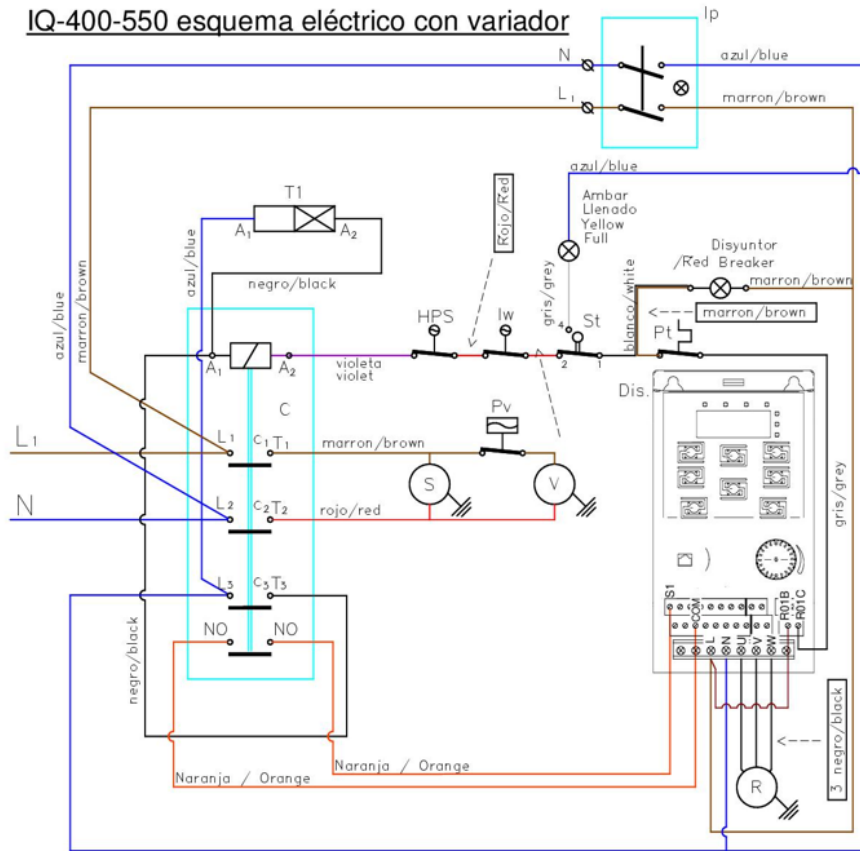 IQ-400-550 esquema eléctrico con variador
Ip
N
azul/blue
L1
marron/brown
azul/blue
T1
A1
A2
negro/black
azul/blue
Rojo/Red
Ambar
Llenado
Yellow
Full
Disyuntor
/Red Breaker
marron/brown
marron/brown
azul/blue
marron/brown
gris/grey
blanco/white
HPS
Iw
4
St
2
1
Pt
A1
A2
violeta
violet
C
Dis.
Pv
L1
L1
C1
T1
marron/brown
S
V
gris/grey
N
L2
C2
T2
rojo/red
L3
C3
T3
NO
NO
negro/black
S1
COM
R01B
R01C
L
N
U
V
W
3 negro/black
Naranja / Orange
Naranja / Orange
R